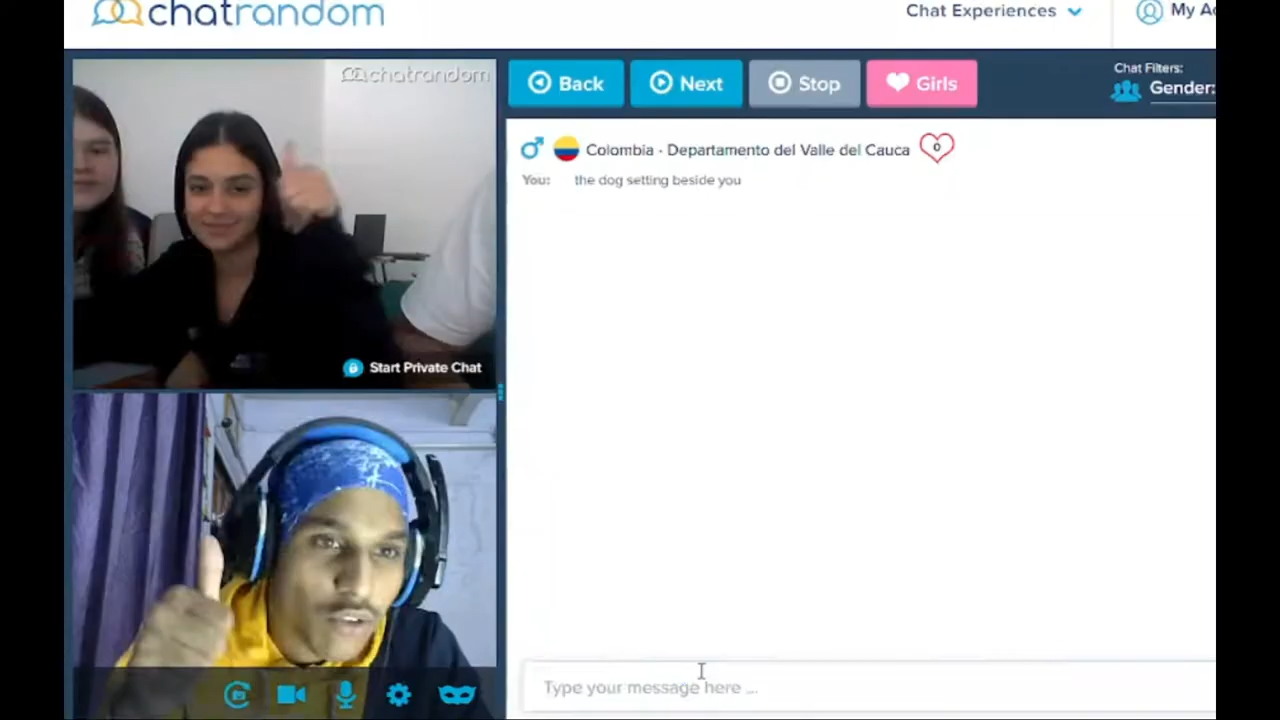 chatrandom
Chat Experiences
My Ac
chatrandom
Back
Next
Stop
Girls
Chat Filters:
Gender:
Colombia · Departamento del Valle del Cauca
0
You: the dog setting beside you
Start Private Chat
Type your message here ...